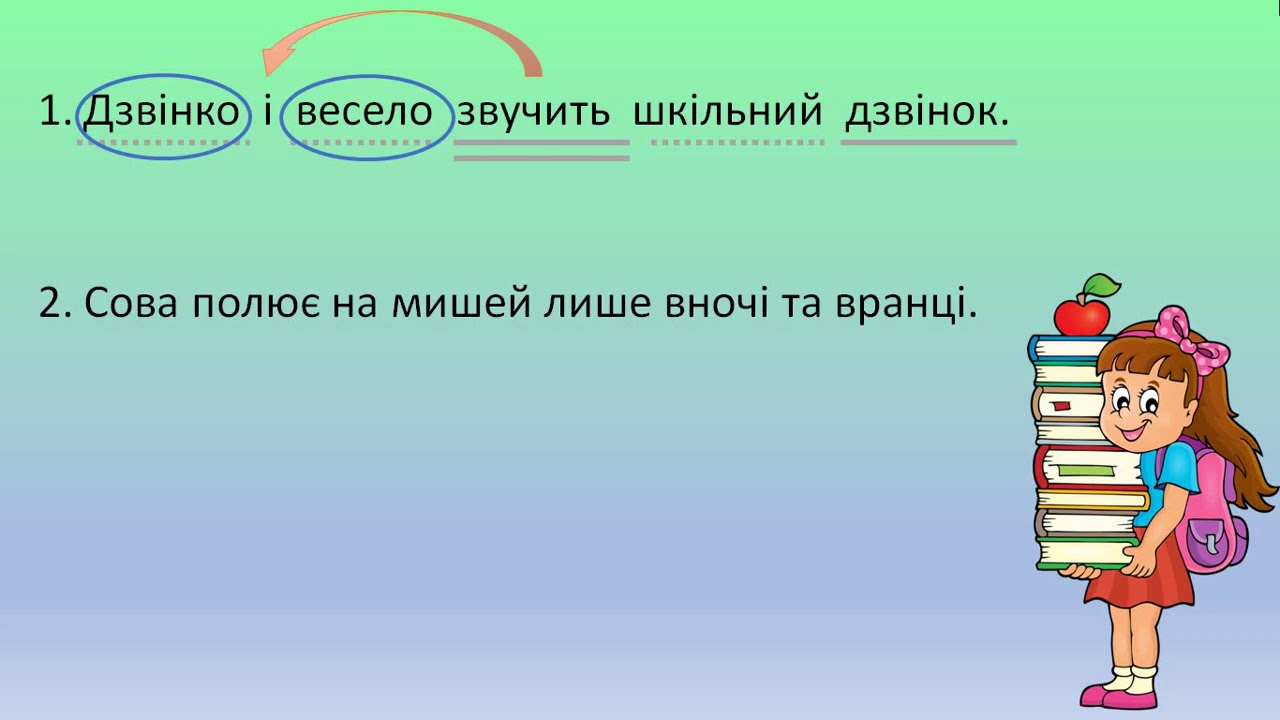 1. Дзвінко і весело звучить шкільний дзвінок.
2. Сова полює на мишей лише вночі та вранці.